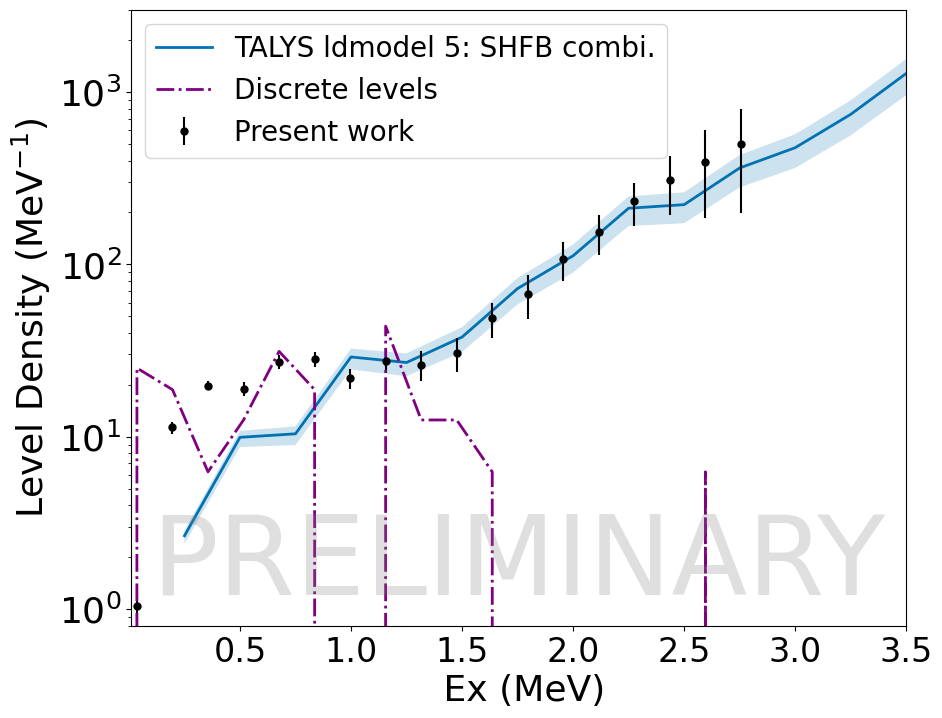 TALYS ldmodel 5: SHFB combi.
Discrete levels
Present work
Level Density (MeV⁻¹)
10³
10²
10¹
10⁰
PRELIMINARY
0.5 1.0 1.5 2.0 2.5 3.0 3.5
Ex (MeV)